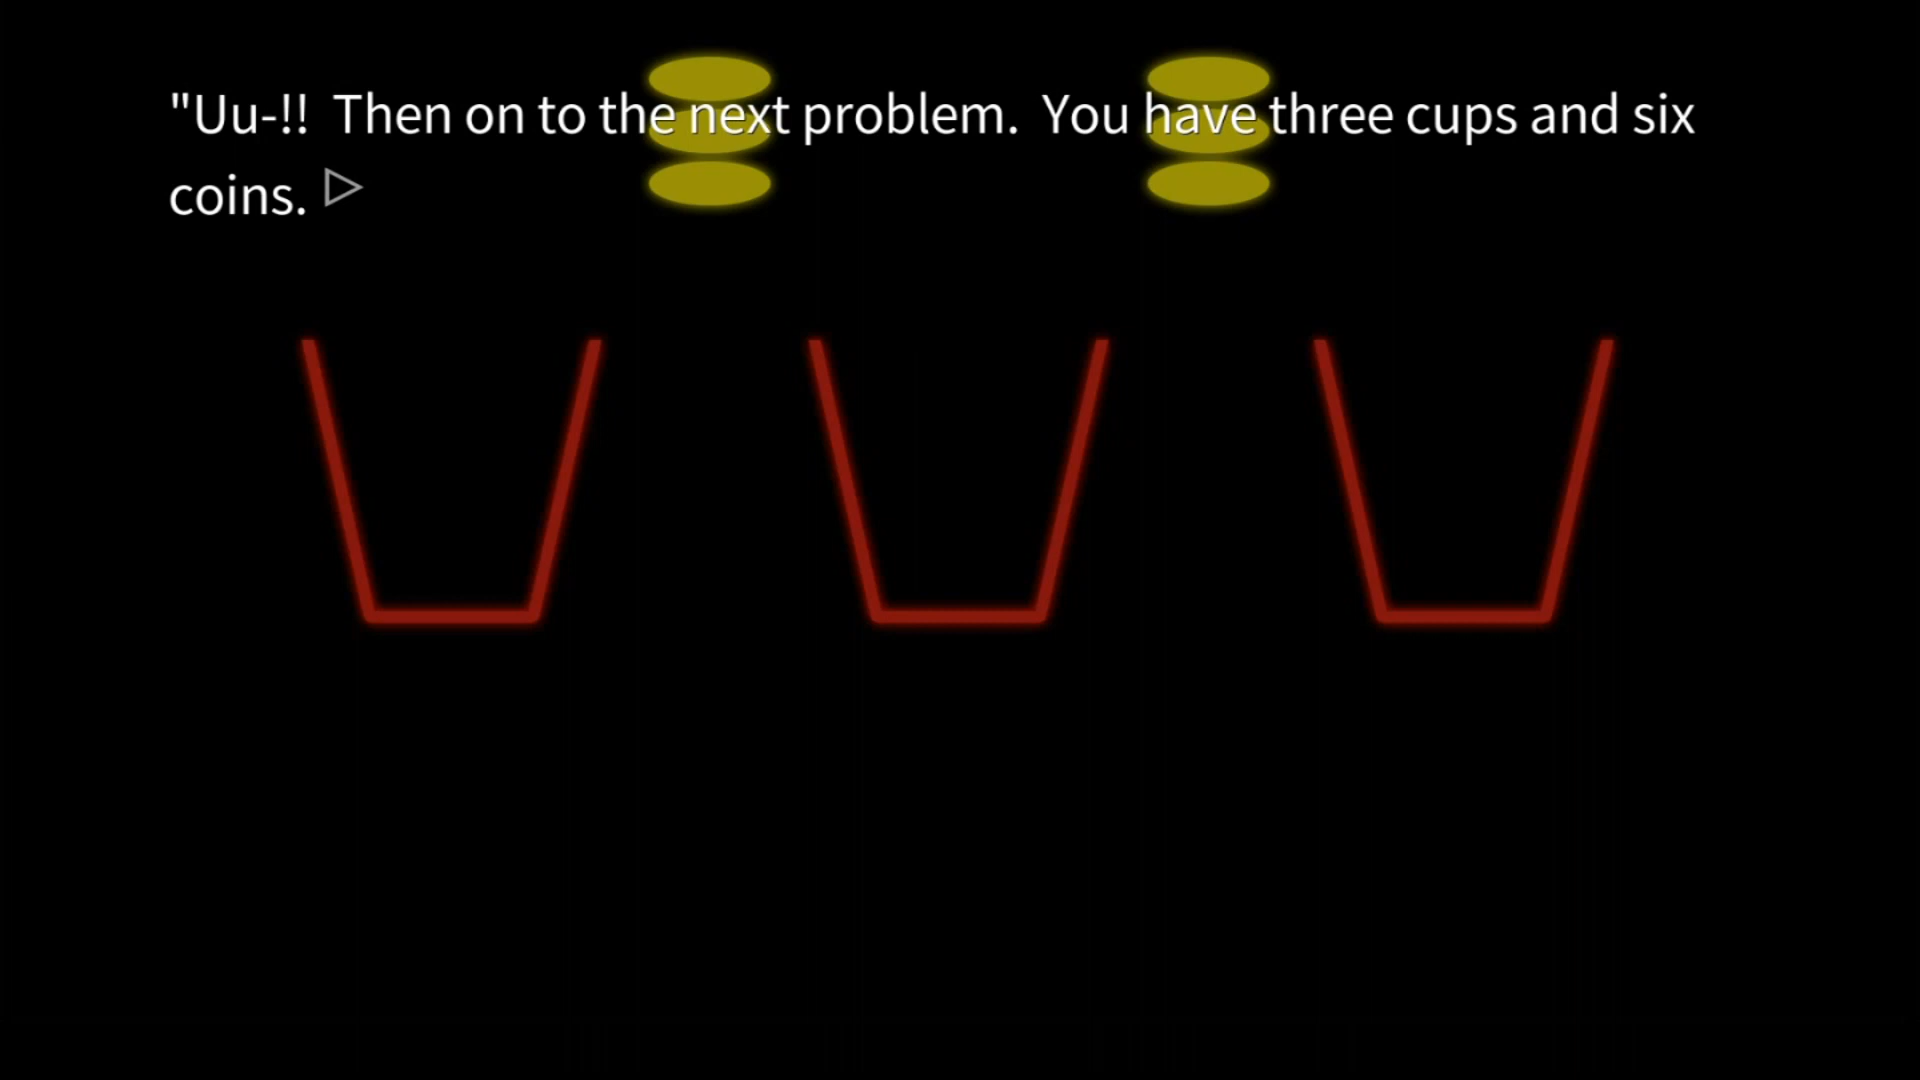 "Uu-!!  Then on to the next problem.  You have three cups and six
coins.